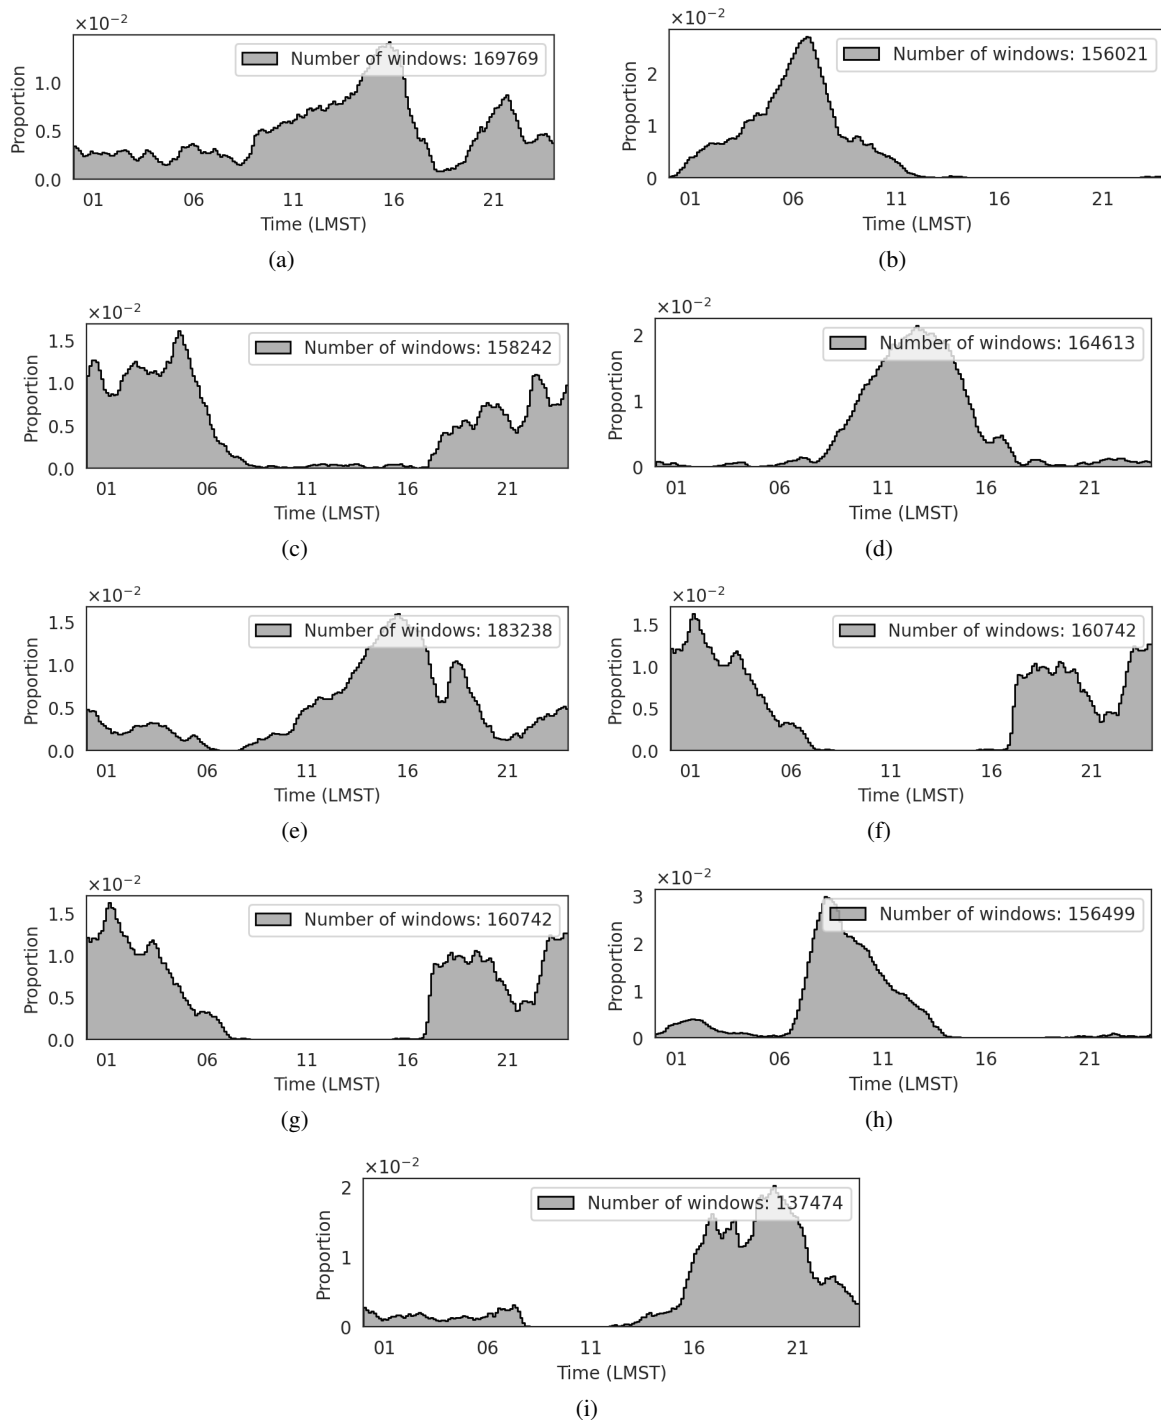 ×10⁻²
Number of windows: 169769
Proportion
1.0
0.5
0.0
01 06 11 16 21
Time (LMST)
(a)
×10⁻²
Number of windows: 156021
Proportion
2
1
0
01 06 11 16 21
Time (LMST)
(b)
×10⁻²
Number of windows: 158242
Proportion
1.5
1.0
0.5
0.0
01 06 11 16 21
Time (LMST)
(c)
×10⁻²
Number of windows: 164613
Proportion
2
1
0
01 06 11 16 21
Time (LMST)
(d)
×10⁻²
Number of windows: 183238
Proportion
1.5
1.0
0.5
0.0
01 06 11 16 21
Time (LMST)
(e)
×10⁻²
Number of windows: 160742
Proportion
1.5
1.0
0.5
0.0
01 06 11 16 21
Time (LMST)
(f)
×10⁻²
Number of windows: 160742
Proportion
1.5
1.0
0.5
0.0
01 06 11 16 21
Time (LMST)
(g)
×10⁻²
Number of windows: 156499
Proportion
3
2
1
0
01 06 11 16 21
Time (LMST)
(h)
×10⁻²
Number of windows: 137474
Proportion
2
1
0
01 06 11 16 21
Time (LMST)
(i)